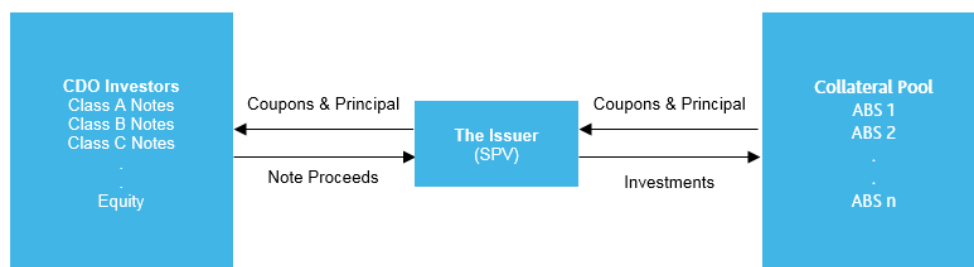 CDO Investors
Class A Notes
Class B Notes
Class C Notes
.
.
Equity
Coupons & Principal
Note Proceeds
The Issuer
(SPV)
Coupons & Principal
Investments
Collateral Pool
ABS 1
ABS 2
.
.
ABS n